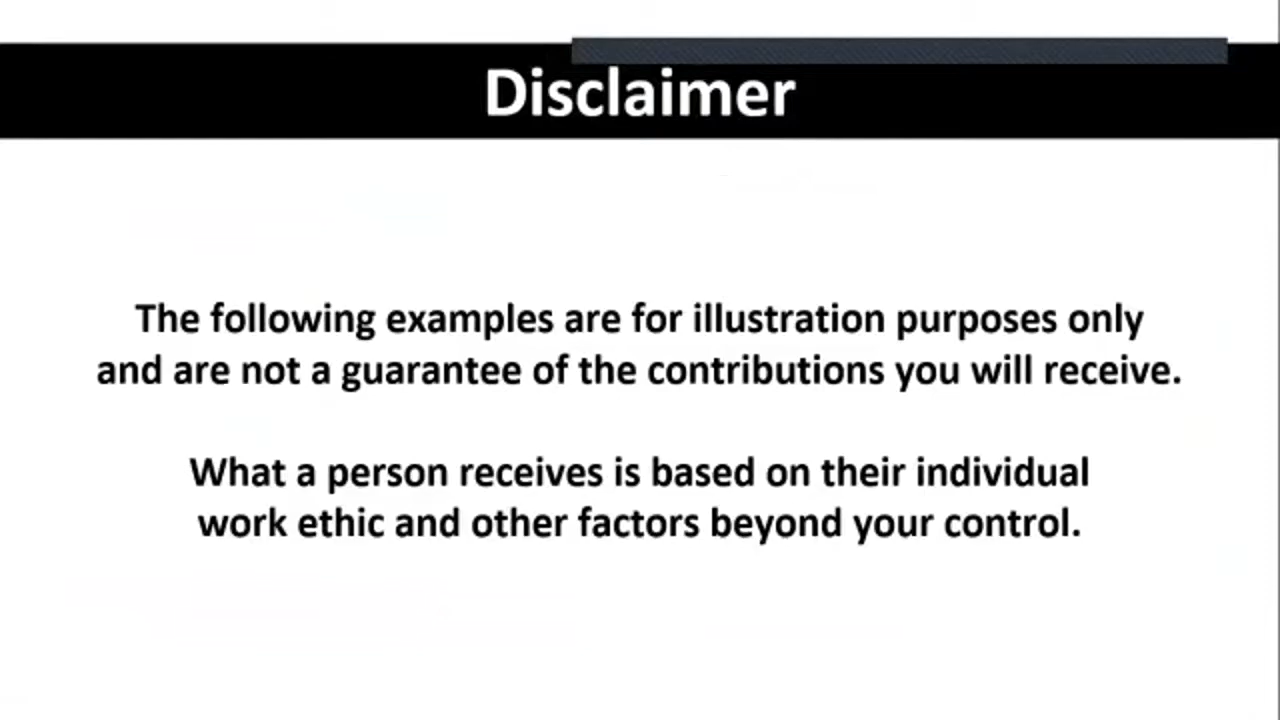 Disclaimer
The following examples are for illustration purposes only
and are not a guarantee of the contributions you will receive.
What a person receives is based on their individual
work ethic and other factors beyond your control.